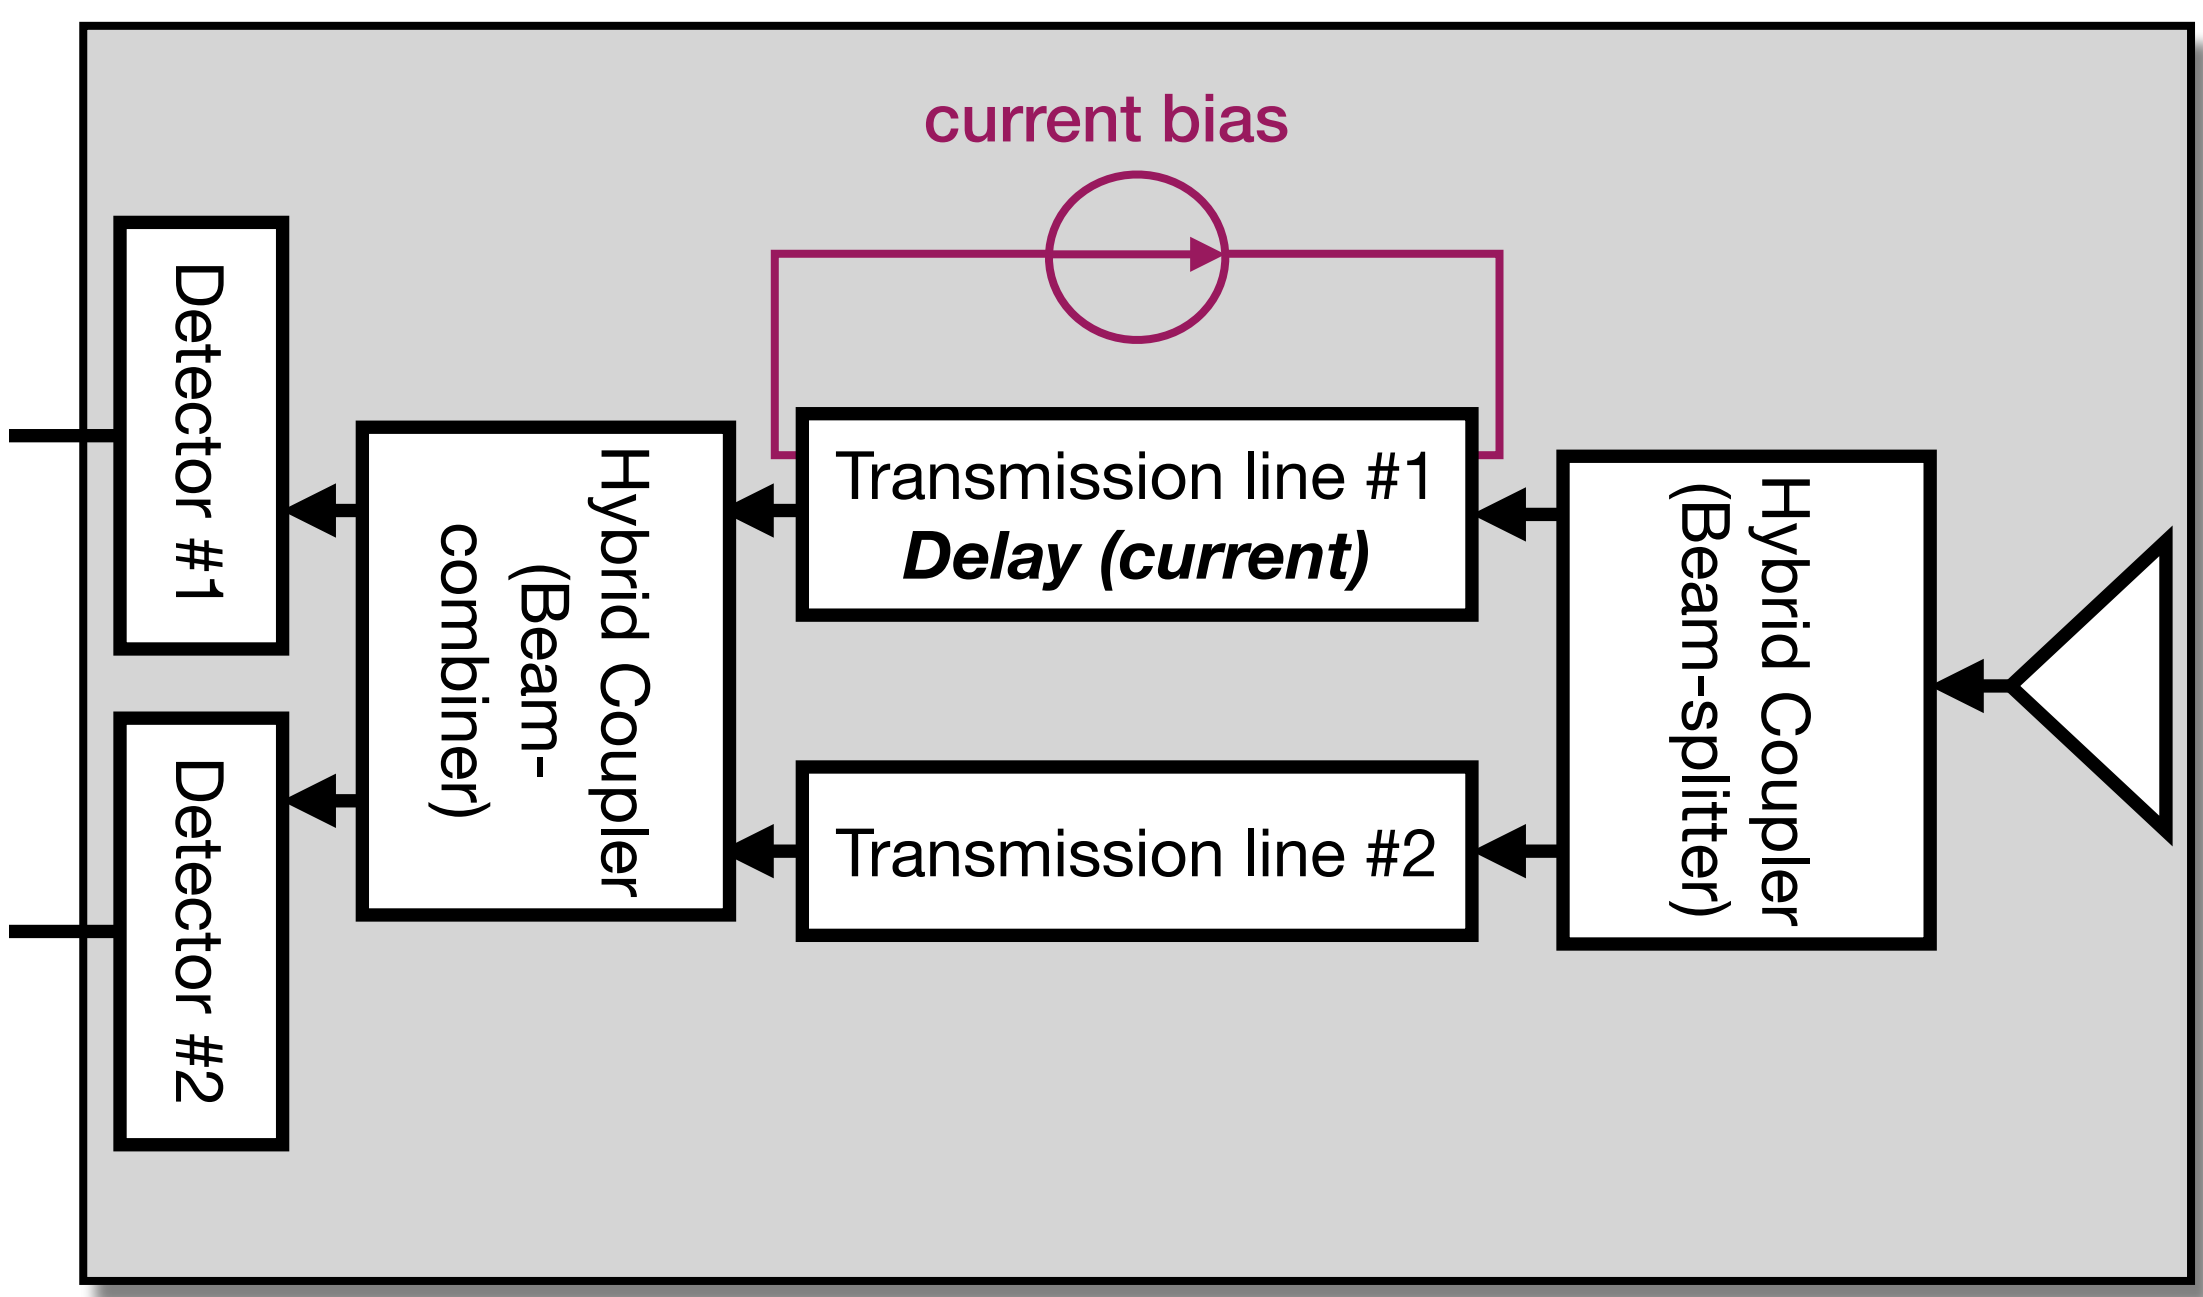 current bias
Detector #1
Hybrid Coupler
(Beam-
combiner)
Transmission line #1
Delay (current)
Hybrid Coupler
(Beam-splitter)
Detector #2
Transmission line #2